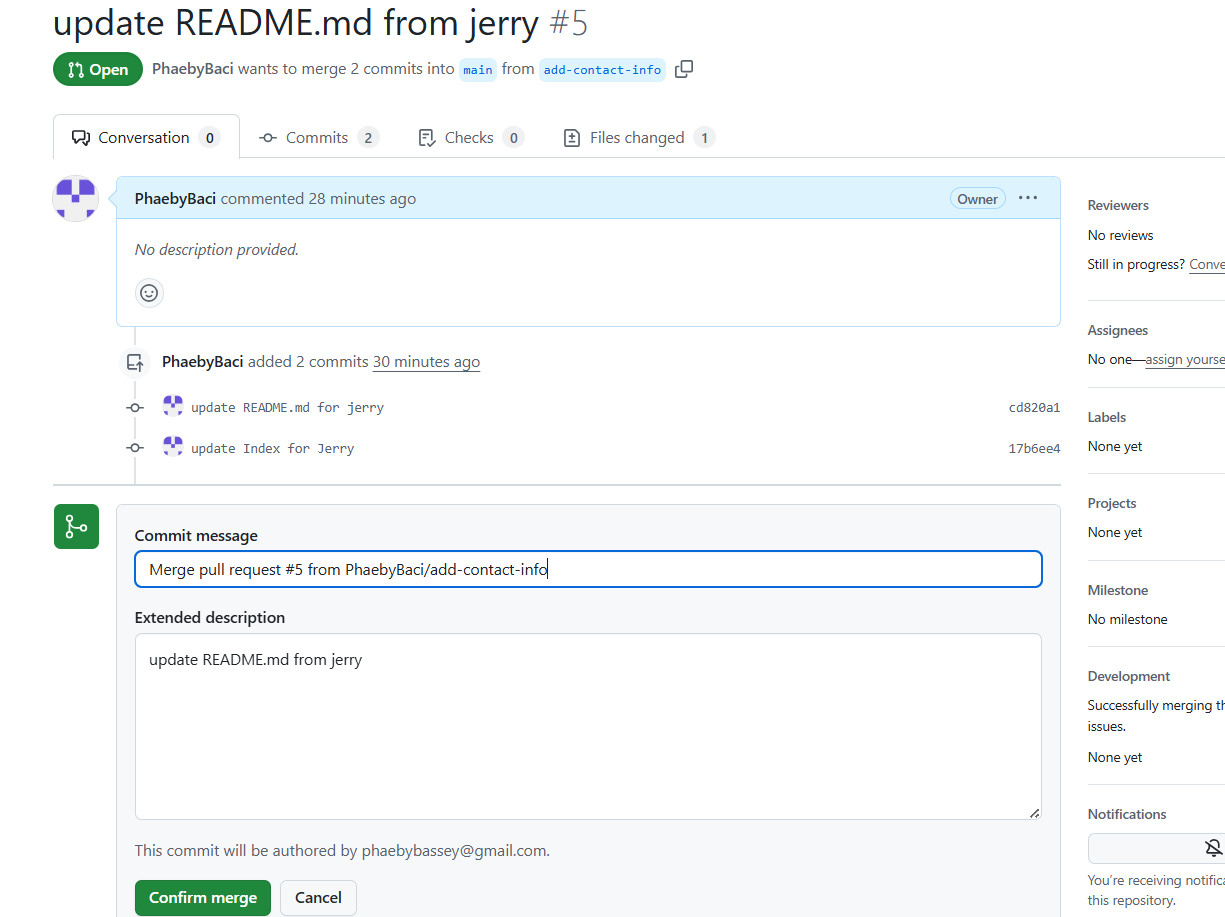 update README.md from jerry #5
Open PhaebyBaci wants to merge 2 commits into main from add-contact-info
Conversation 0 Commits 2 Checks 0 Files changed 1
PhaebyBaci commented 28 minutes ago Owner
No description provided.
PhaebyBaci added 2 commits 30 minutes ago
update README.md for jerry cd820a1
update Index for Jerry 17b6ee4
Commit message
Merge pull request #5 from PhaebyBaci/add-contact-info
Extended description
update README.md from jerry
This commit will be authored by phaebybassey@gmail.com.
Confirm merge Cancel
Reviewers
No reviews
Still in progress? Conve
Assignees
No one—assign yourse
Labels
None yet
Projects
None yet
Milestone
No milestone
Development
Successfully merging th
issues.
None yet
Notifications
You're receiving notifica
this repository.